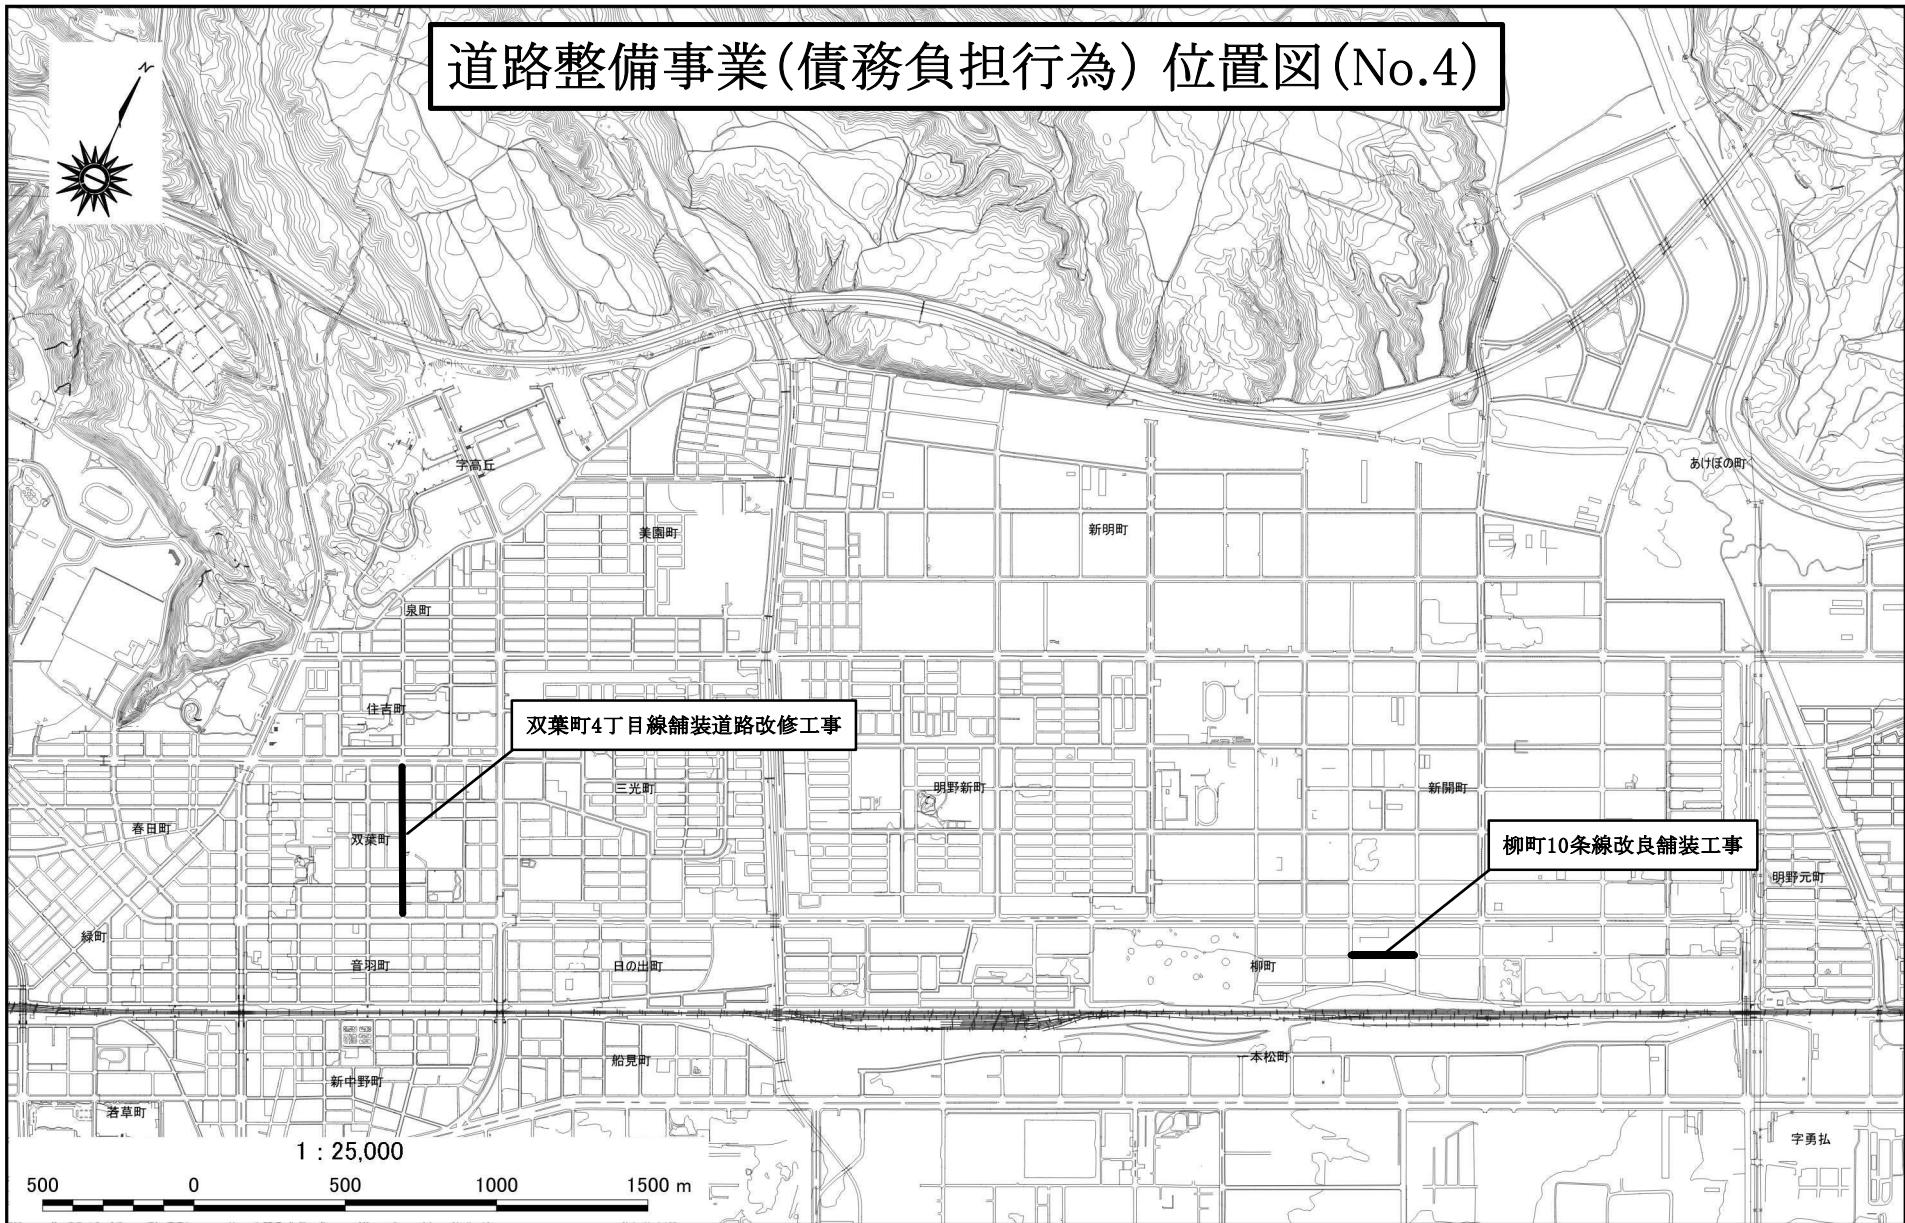 道路整備事業(債務負担行為) 位置図(No.4)
N
字高丘
あけぼの町
美園町
新明町
泉町
住吉町
双葉町4丁目線舗装道路改修工事
三光町
明野新町
新開町
春日町
双葉町
柳町10条線改良舗装工事
明野元町
緑町
音羽町
日の出町
柳町
船見町
一本松町
新中野町
若草町
字勇払
1：25,000
500 0 500 1000 1500 m